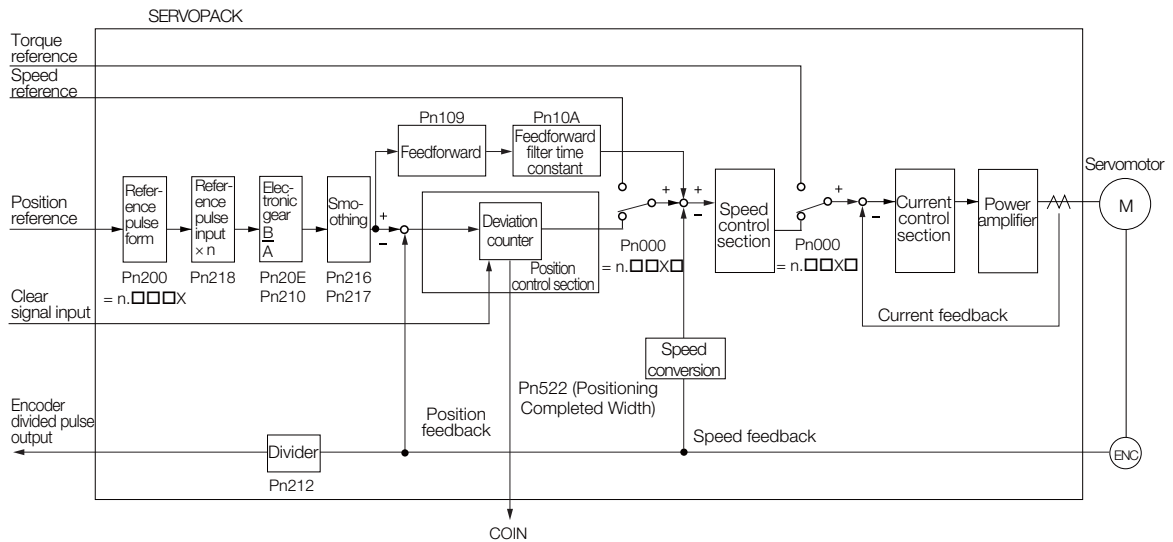 SERVOPACK
Torque
reference
Speed
reference
Pn109
Feedforward
Pn10A
Feedforward
filter time
constant
Servomotor
M
Position
reference
Refer-
ence
pulse
form
Pn200
= n.□□□X
Refer-
ence
pulse
input
× n
Pn218
Elec-
tronic
gear
B
A
Pn20E
Pn210
Smo-
othing
Pn216
Pn217
+
-
Deviation
counter
Position
control section
Pn000
= n.□□X□
+
+
-
Speed
control
section
Pn000
= n.□□X□
+
-
Current
control
section
Power
amplifier
Current feedback
Clear
signal input
Speed
conversion
Pn522 (Positioning
Completed Width)
Encoder
divided pulse
output
Divider
Pn212
Position
feedback
Speed feedback
ENC
COIN